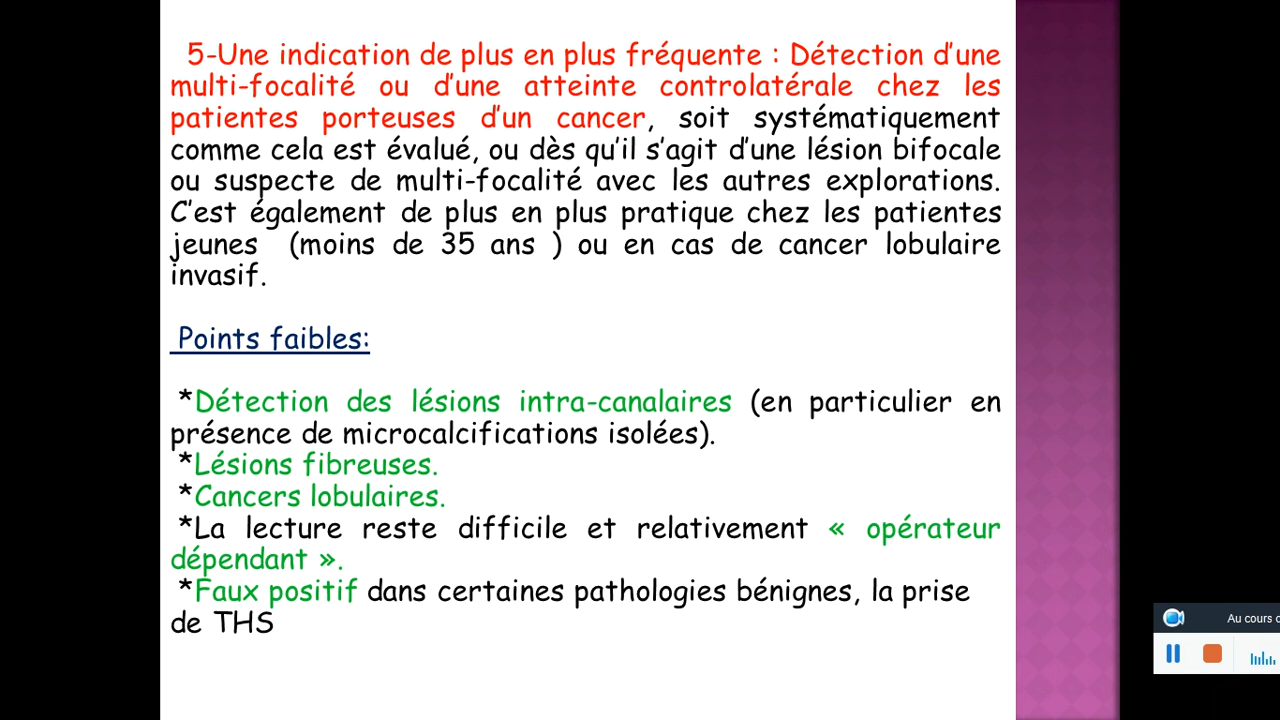 5-Une indication de plus en plus fréquente : Détection d'une
multi-focalité ou d'une atteinte controlatérale chez les
patientes porteuses d'un cancer, soit systématiquement
comme cela est évalué, ou dès qu'il s'agit d'une lésion bifocale
ou suspecte de multi-focalité avec les autres explorations.
C'est également de plus en plus pratique chez les patientes
jeunes (moins de 35 ans ) ou en cas de cancer lobulaire
invasif.
Points faibles:
*Détection des lésions intra-canalaires (en particulier en
présence de microcalcifications isolées).
*Lésions fibreuses.
*Cancers lobulaires.
*La lecture reste difficile et relativement « opérateur
dépendant ».
*Faux positif dans certaines pathologies bénignes, la prise
de THS
Au cours